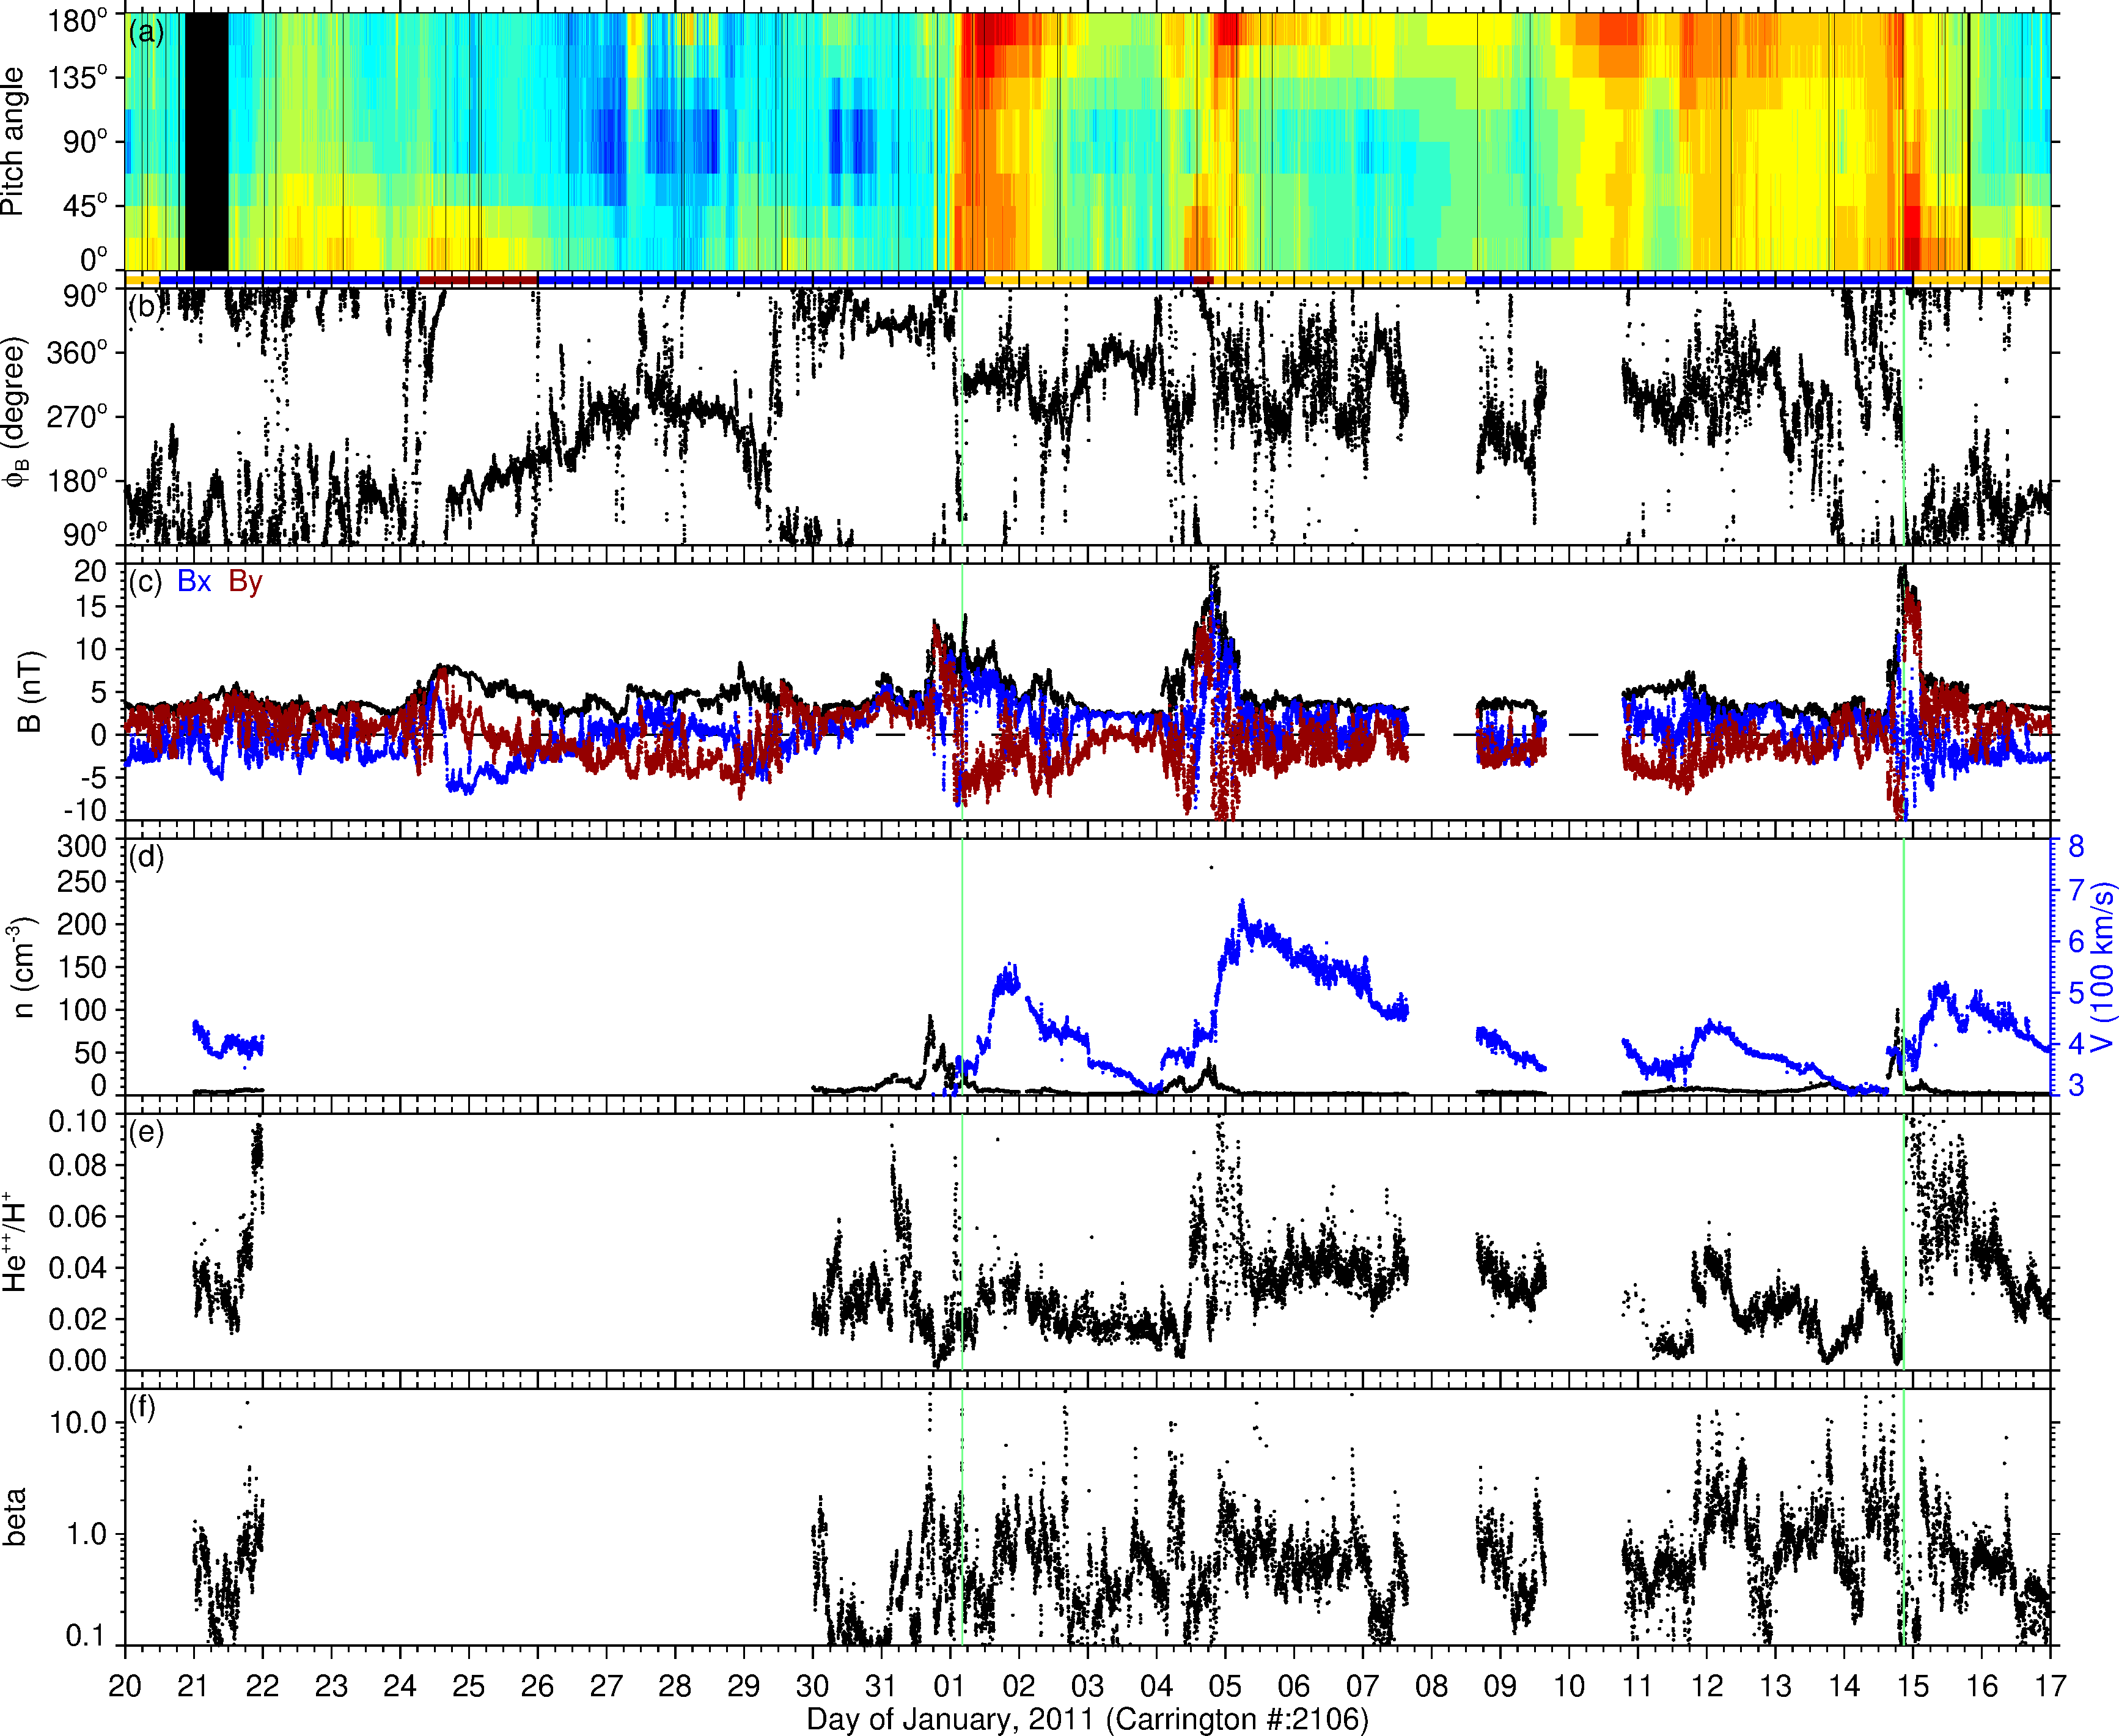 (a)
180°
135°
90°
45°
0°
Pitch angle
(b)
90°
360°
270°
180°
90°
ϕB (degree)
(c) Bx By
20
15
10
5
0
-5
-10
B (nT)
(d)
300
250
200
150
100
50
0
n (cm-3)
8
7
6
5
4
3
V (100 km/s)
(e)
0.10
0.08
0.06
0.04
0.02
0.00
He++/H+
(f)
10.0
1.0
0.1
beta
20 21 22 23 24 25 26 27 28 29 30 31 01 02 03 04 05 06 07 08 09 10 11 12 13 14 15 16 17
Day of January, 2011 (Carrington #:2106)